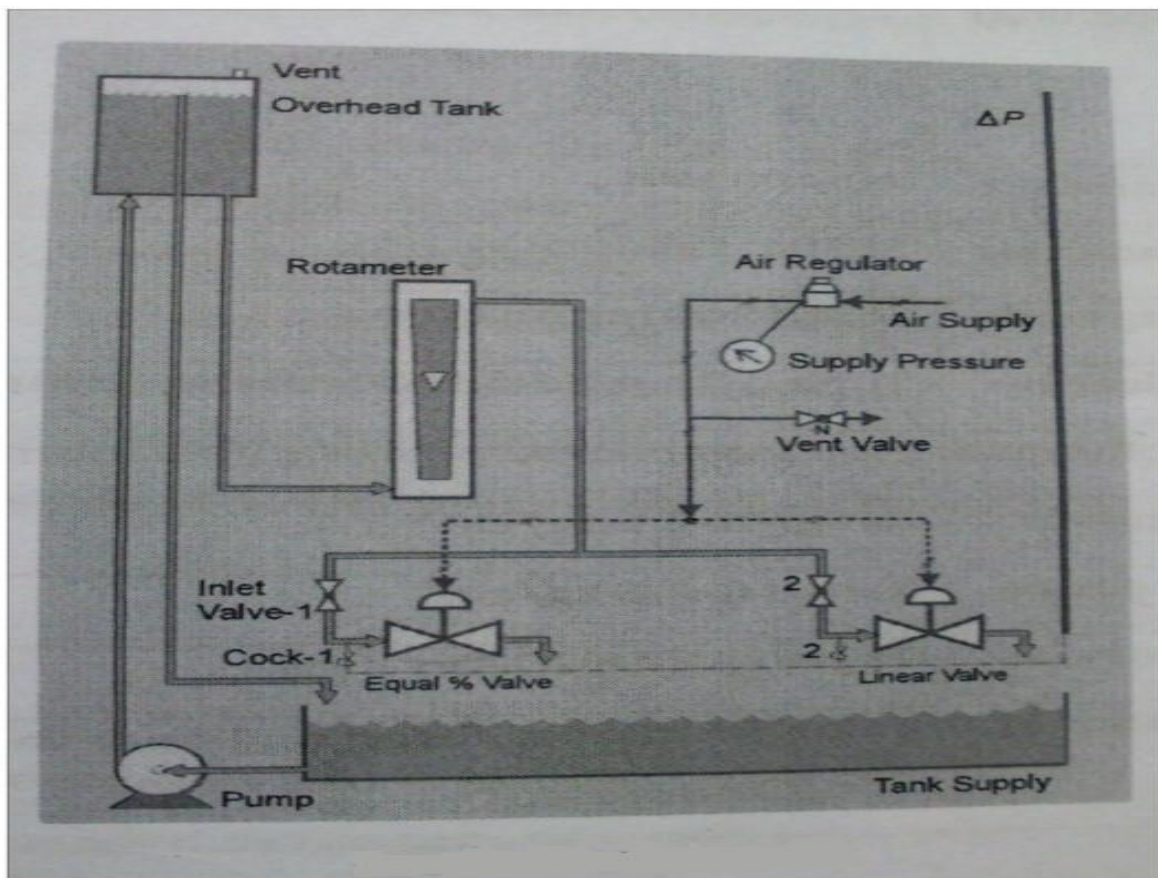 Vent
Overhead Tank
ΔP
Rotameter
Air Regulator
Air Supply
Supply Pressure
N
Vent Valve
Inlet
Valve-1
2
Cock-1
2
Equal % Valve
Linear Valve
Tank Supply
Pump